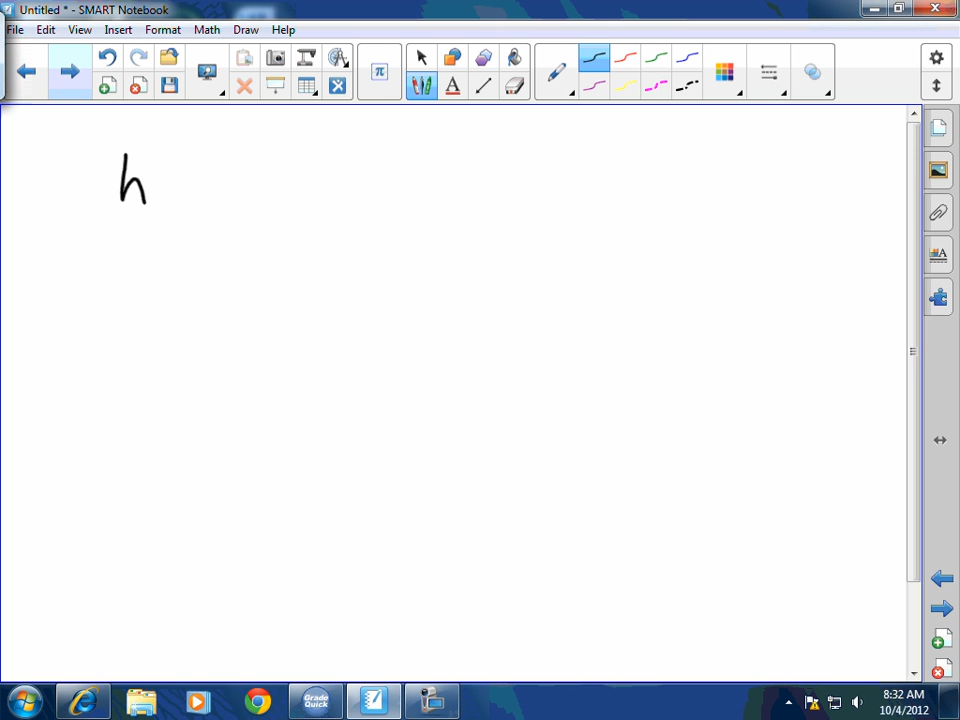 Untitled * - SMART Notebook
File Edit View Insert Format Math Draw Help
π
A
A
h
Grade
Quick
8:32 AM
10/4/2012